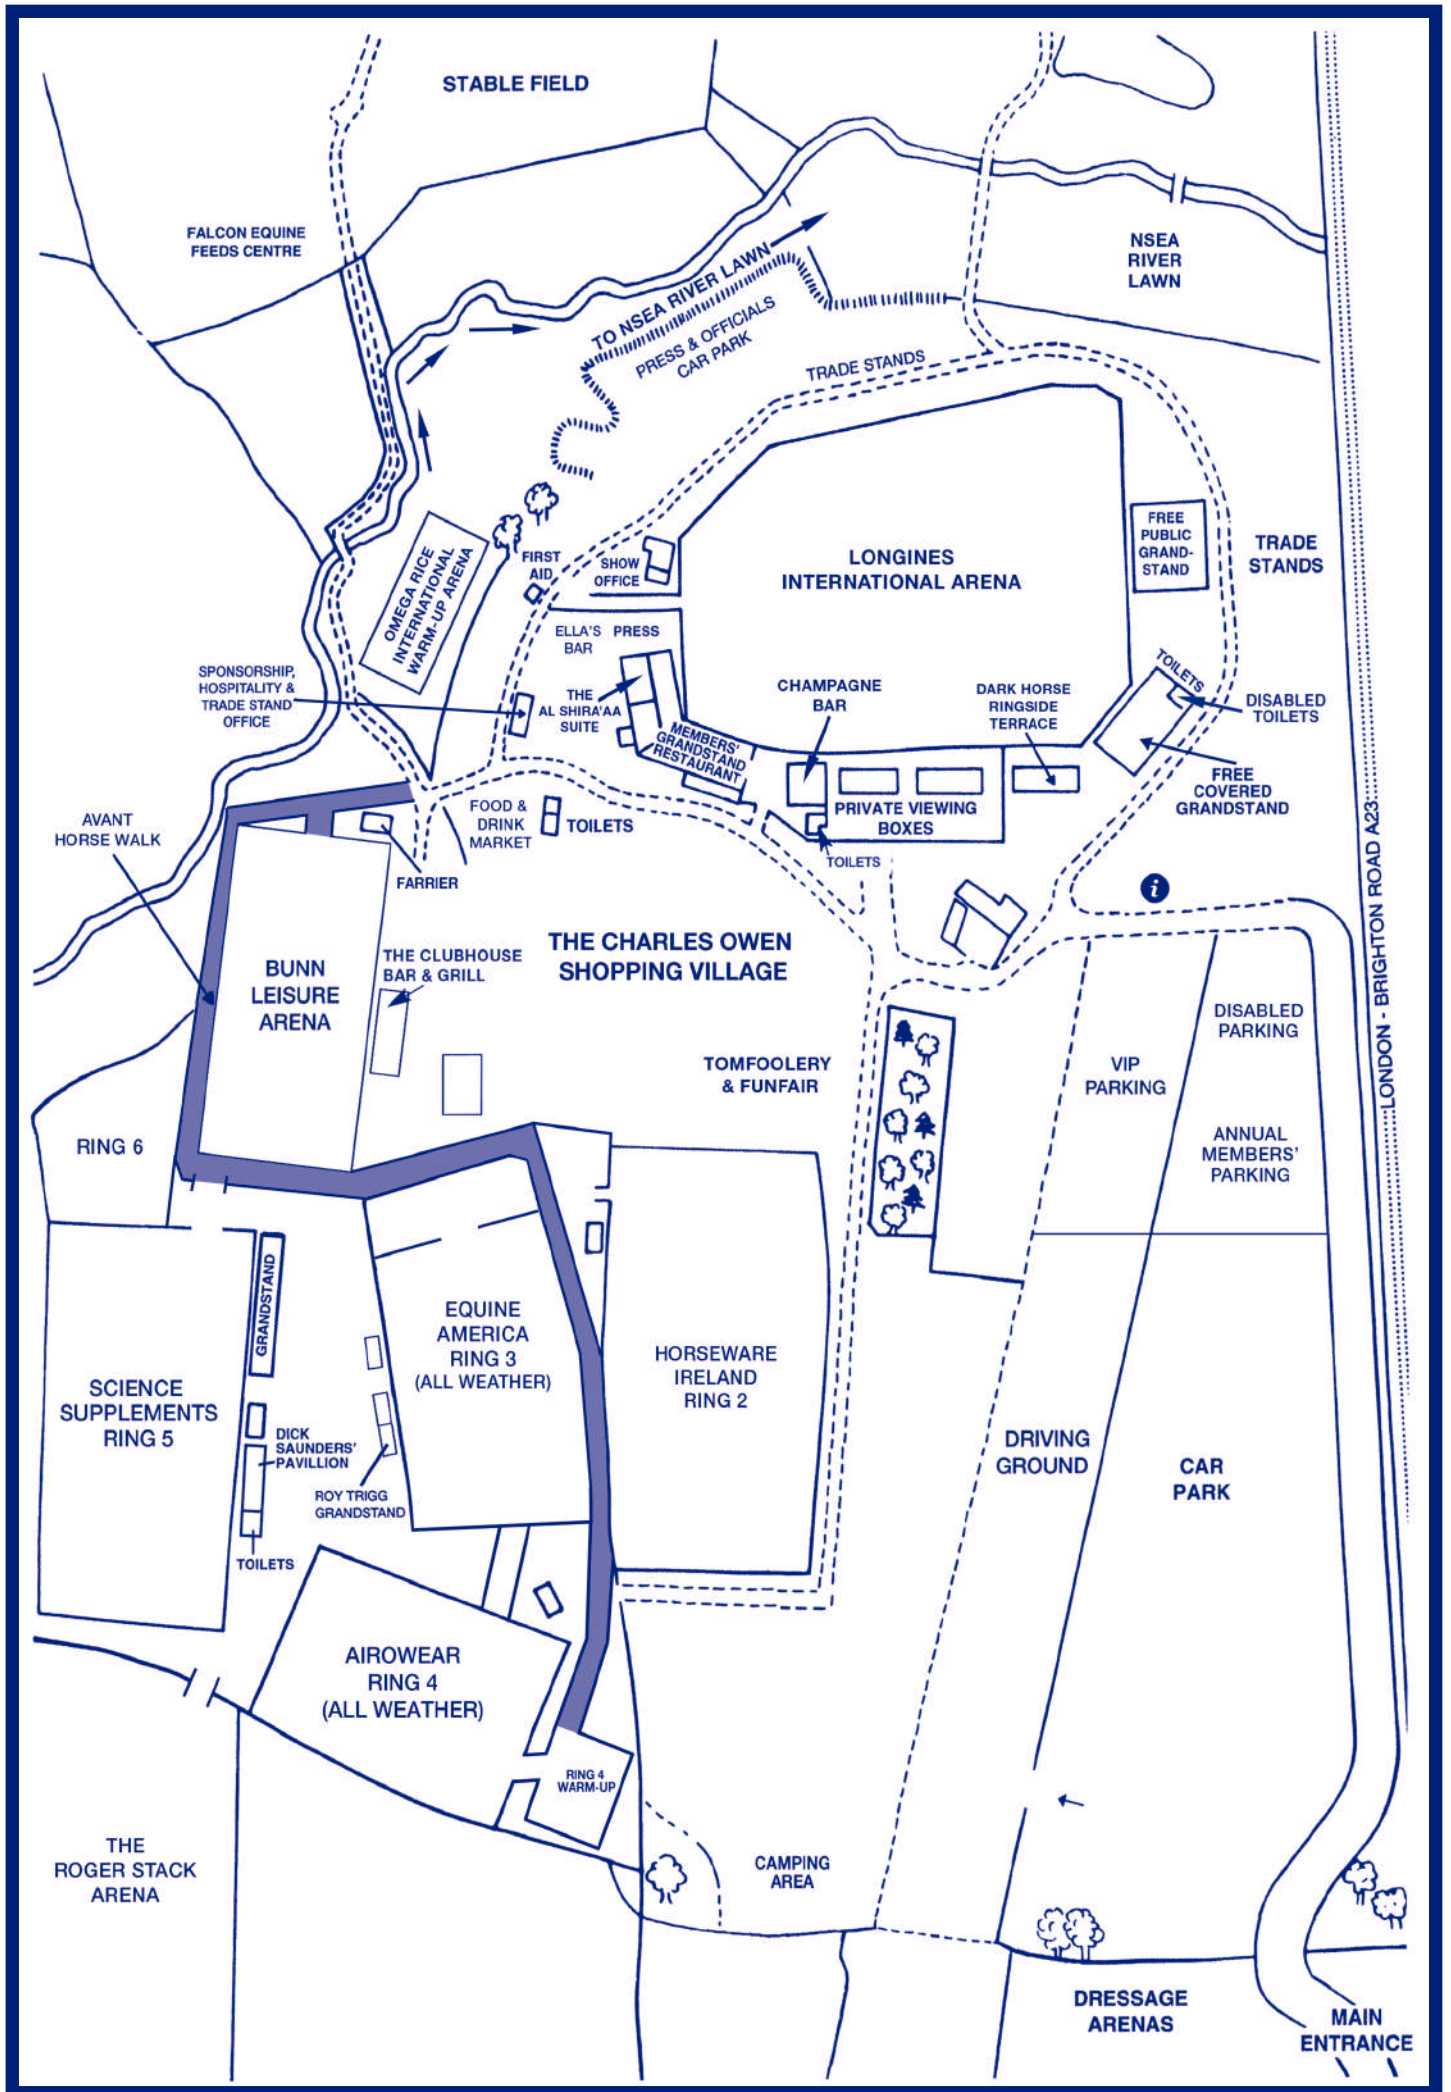 STABLE FIELD
FALCON EQUINE
FEEDS CENTRE
NSEA
RIVER
LAWN
TO NSEA RIVER LAWN
PRESS & OFFICIALS
CAR PARK
TRADE STANDS
FREE
PUBLIC
GRAND-
STAND
TRADE
STANDS
LONGINES
INTERNATIONAL ARENA
OMEGA RICE
INTERNATIONAL
WARM-UP ARENA
FIRST
AID
SHOW
OFFICE
ELLA'S
BAR
PRESS
SPONSORSHIP,
HOSPITALITY &
TRADE STAND
OFFICE
THE
AL SHIRA'AA
SUITE
MEMBERS'
GRANDSTAND
RESTAURANT
CHAMPAGNE
BAR
DARK HORSE
RINGSIDE
TERRACE
TOILETS
DISABLED
TOILETS
FREE
COVERED
GRANDSTAND
PRIVATE VIEWING
BOXES
TOILETS
AVANT
HORSE WALK
FOOD &
DRINK
MARKET
TOILETS
FARRIER
i
LONDON - BRIGHTON ROAD A23
THE CHARLES OWEN
SHOPPING VILLAGE
THE CLUBHOUSE
BAR & GRILL
BUNN
LEISURE
ARENA
DISABLED
PARKING
TOMFOOLERY
& FUNFAIR
VIP
PARKING
RING 6
ANNUAL
MEMBERS'
PARKING
GRANDSTAND
EQUINE
AMERICA
RING 3
(ALL WEATHER)
HORSEWARE
IRELAND
RING 2
SCIENCE
SUPPLEMENTS
RING 5
DICK
SAUNDERS'
PAVILLION
ROY TRIGG
GRANDSTAND
TOILETS
DRIVING
GROUND
CAR
PARK
AIROWEAR
RING 4
(ALL WEATHER)
RING 4
WARM-UP
THE
ROGER STACK
ARENA
CAMPING
AREA
DRESSAGE
ARENAS
MAIN
ENTRANCE